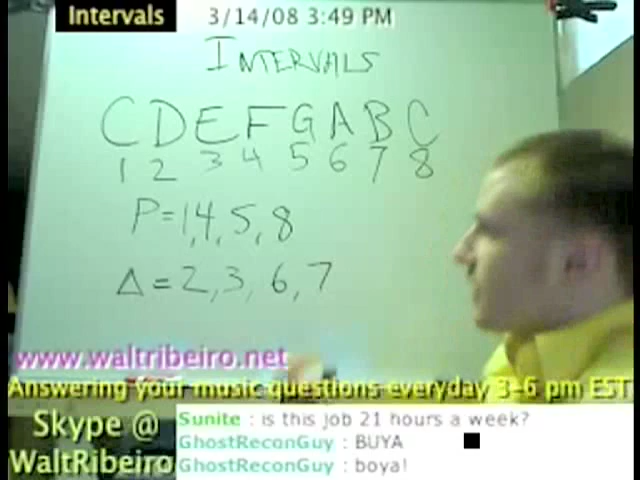 Intervals 3/14/08 3:49 PM
INTERVALS
C D E F G A B C
1 2 3 4 5 6 7 8
P=1,4,5,8
Δ=2,3,6,7
www.waltribeiro.net
Answering your music questions everyday 3-6 pm EST
Skype @
WaltRibeiro
Sunite : is this job 21 hours a week?
GhostReconGuy : BUYA
GhostReconGuy : boya!